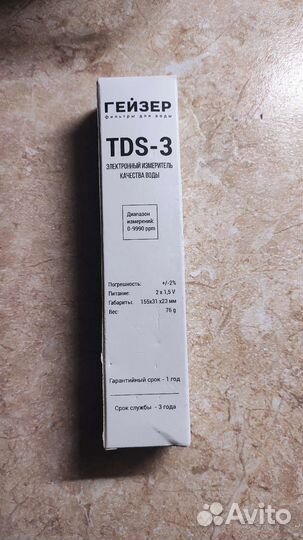 ГЕЙЗЕР
фильтры для воды
TDS-3
ЭЛЕКТРОННЫЙ ИЗМЕРИТЕЛЬ
КАЧЕСТВА ВОДЫ
Диапазон
измерений:
0-9990 ppm
Погрешность: +/-2%
Питание: 2 x 1,5 V
Габариты: 155x31 x23 мм
Вес: 76 g
Гарантийный срок - 1 год
Срок службы - 3 года
Avito